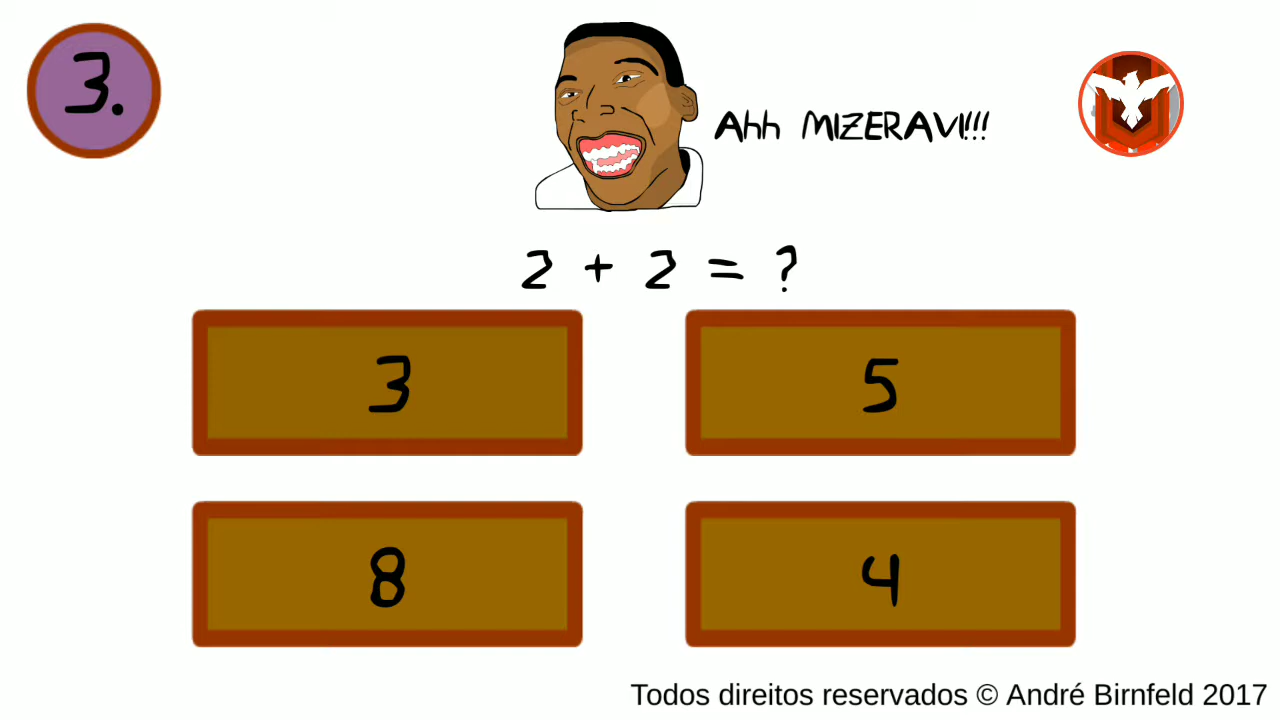 3.
Ahh MIZERAVI!!!
2 + 2 = ?
3
5
8
4
Todos direitos reservados © André Birnfeld 2017